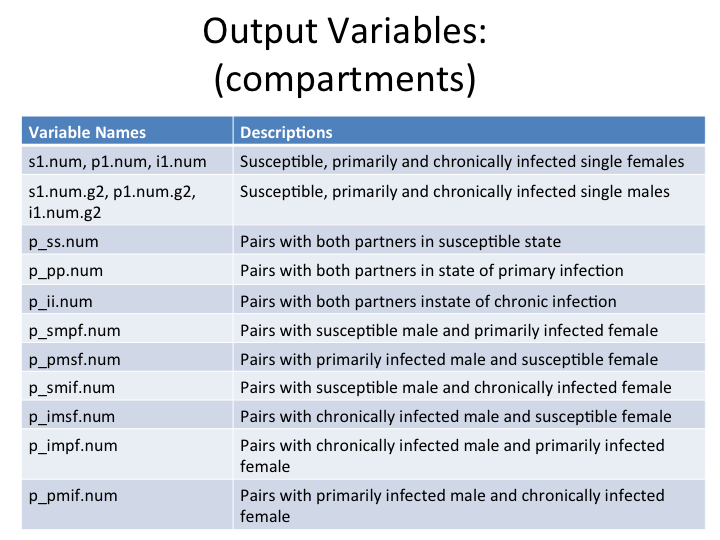 Output Variables:
(compartments)
Variable Names Descriptions
s1.num, p1.num, i1.num Susceptible, primarily and chronically infected single females
s1.num.g2, p1.num.g2, Susceptible, primarily and chronically infected single males
i1.num.g2
p_ss.num Pairs with both partners in susceptible state
p_pp.num Pairs with both partners in state of primary infection
p_ii.num Pairs with both partners instate of chronic infection
p_smpf.num Pairs with susceptible male and primarily infected female
p_pmsf.num Pairs with primarily infected male and susceptible female
p_smif.num Pairs with susceptible male and chronically infected female
p_imsf.num Pairs with chronically infected male and susceptible female
p_impf.num Pairs with chronically infected male and primarily infected
female
p_pmif.num Pairs with primarily infected male and chronically infected
female